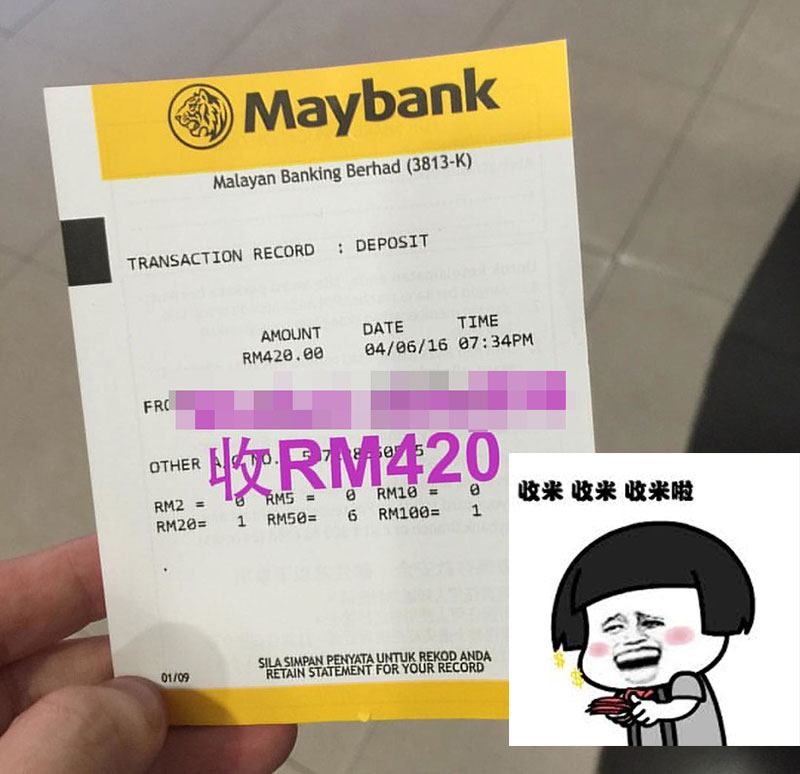 Maybank
Malayan Banking Berhad (3813-K)
TRANSACTION RECORD : DEPOSIT
AMOUNT DATE TIME
RM420.00 04/06/16 07:34PM
FRO
收RM420
OTHER A/C NO.
RM2 = 0 RM5 = 0 RM10 = 0
RM20= 1 RM50= 6 RM100= 1
收米 收米 收米啦
01/09
SILA SIMPAN PENYATA UNTUK REKOD ANDA
RETAIN STATEMENT FOR YOUR RECORD